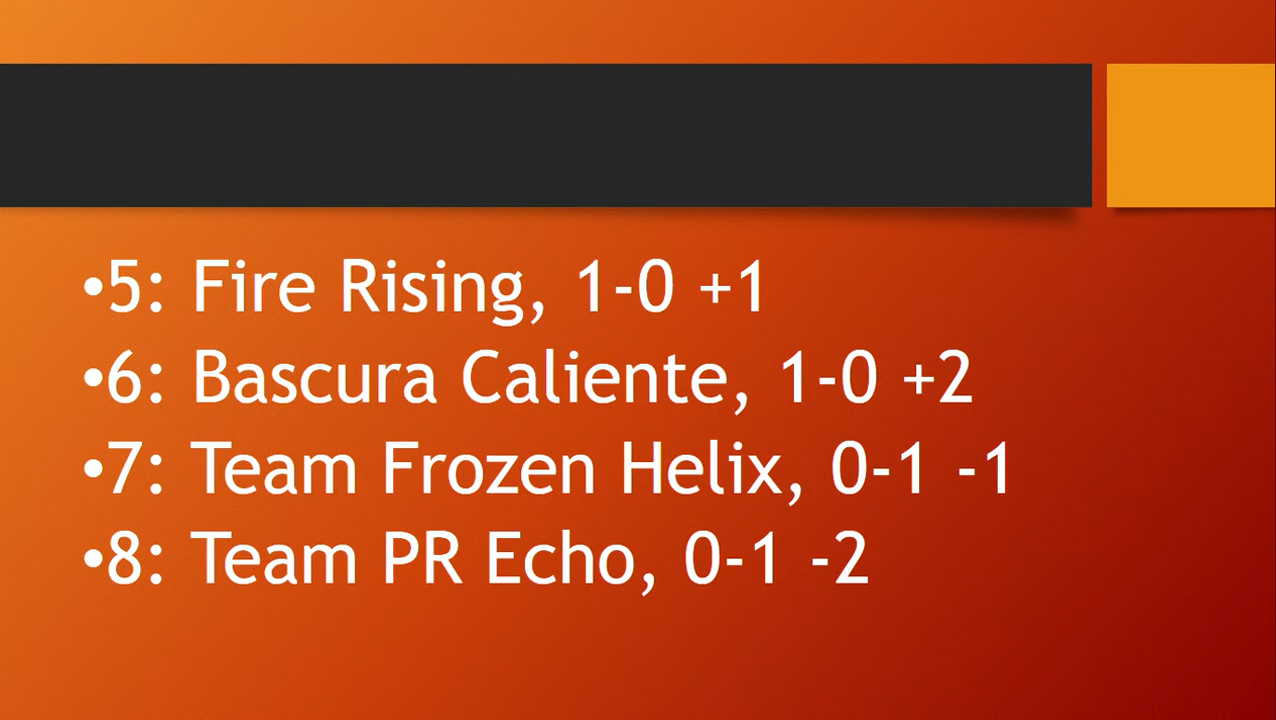 •5: Fire Rising, 1-0 +1
•6: Bascura Caliente, 1-0 +2
•7: Team Frozen Helix, 0-1 -1
•8: Team PR Echo, 0-1 -2